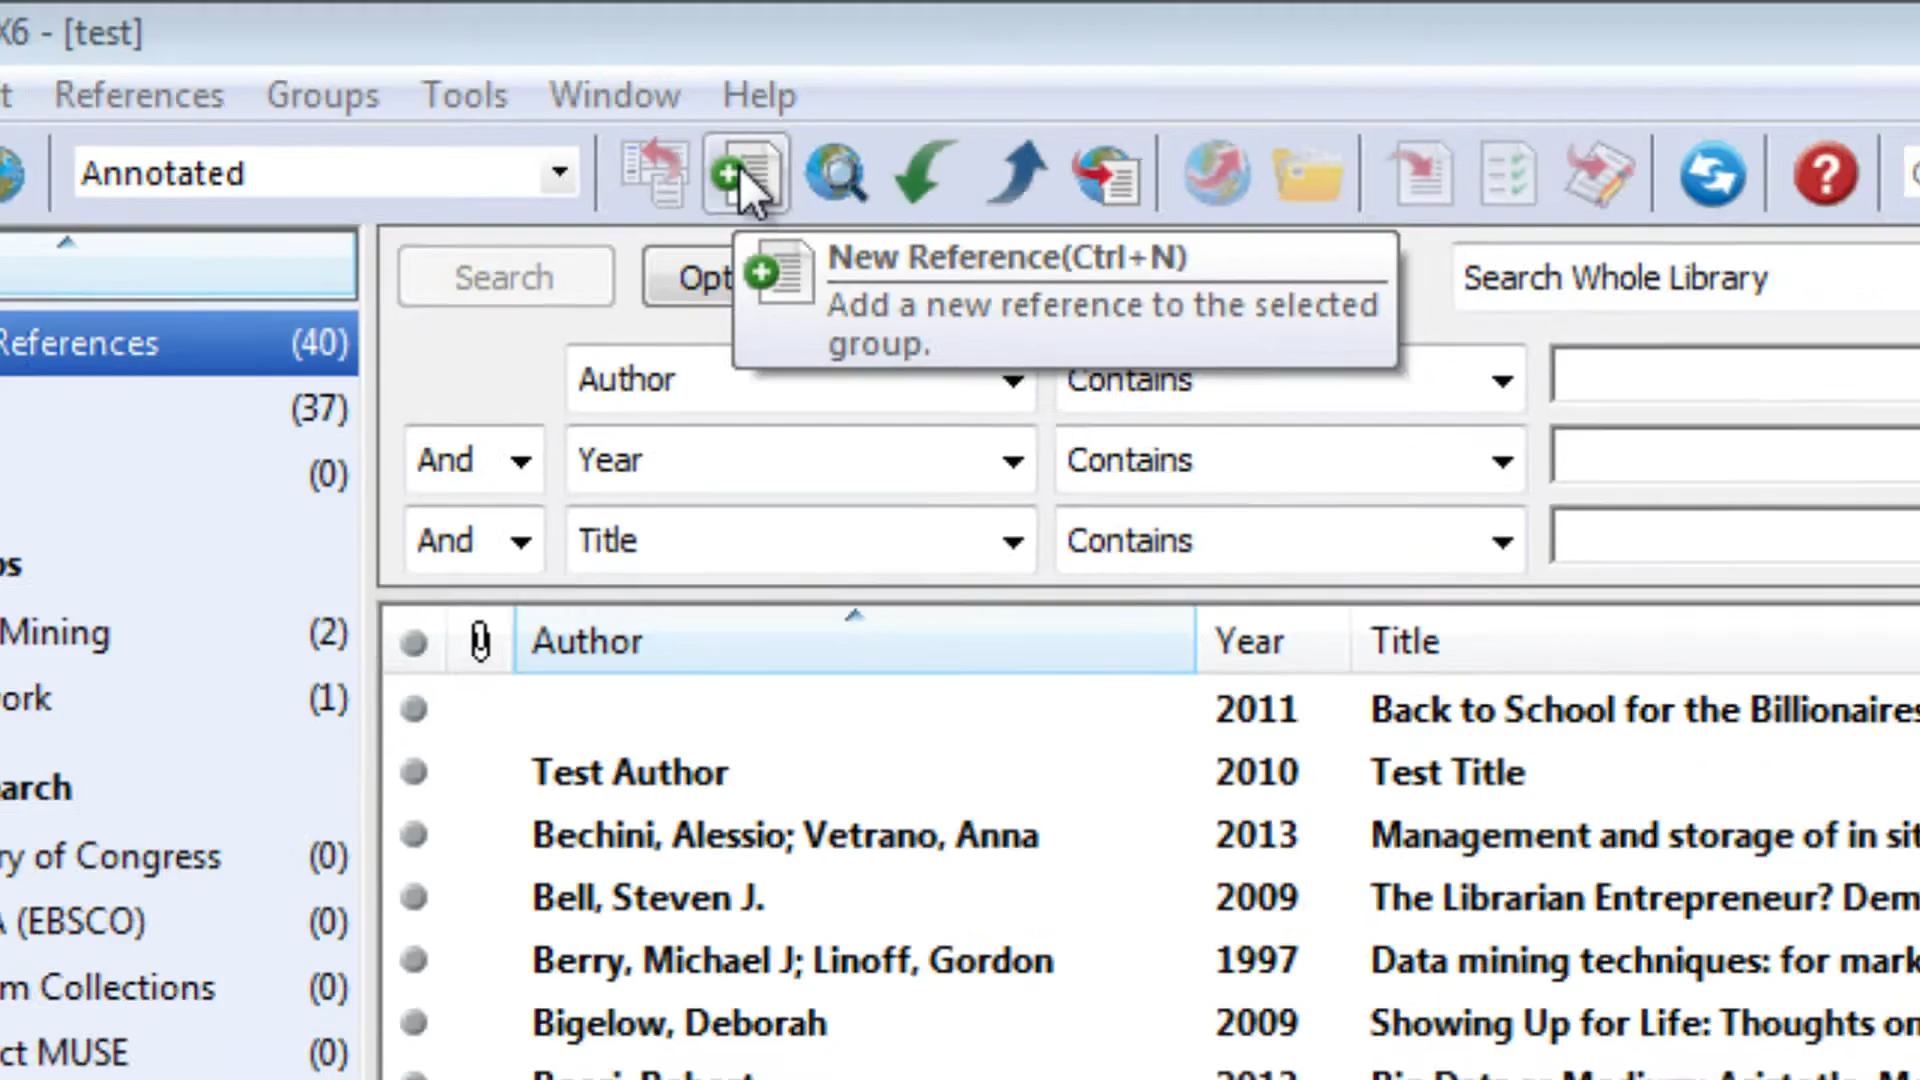 X6 - [test]
t References Groups Tools Window Help
Annotated
New Reference(Ctrl+N)
Add a new reference to the selected
group.
Search Opt Search Whole Library
References (40)
(37)
(0)
Author Contains
And Year Contains
And Title Contains
os
Mining (2)
ork (1)
arch
ry of Congress (0)
A (EBSCO) (0)
m Collections (0)
ct MUSE (0)
Author Year Title
2011 Back to School for the Billionaires
Test Author 2010 Test Title
Bechini, Alessio; Vetrano, Anna 2013 Management and storage of in sit
Bell, Steven J. 2009 The Librarian Entrepreneur? Dem
Berry, Michael J; Linoff, Gordon 1997 Data mining techniques: for mark
Bigelow, Deborah 2009 Showing Up for Life: Thoughts on